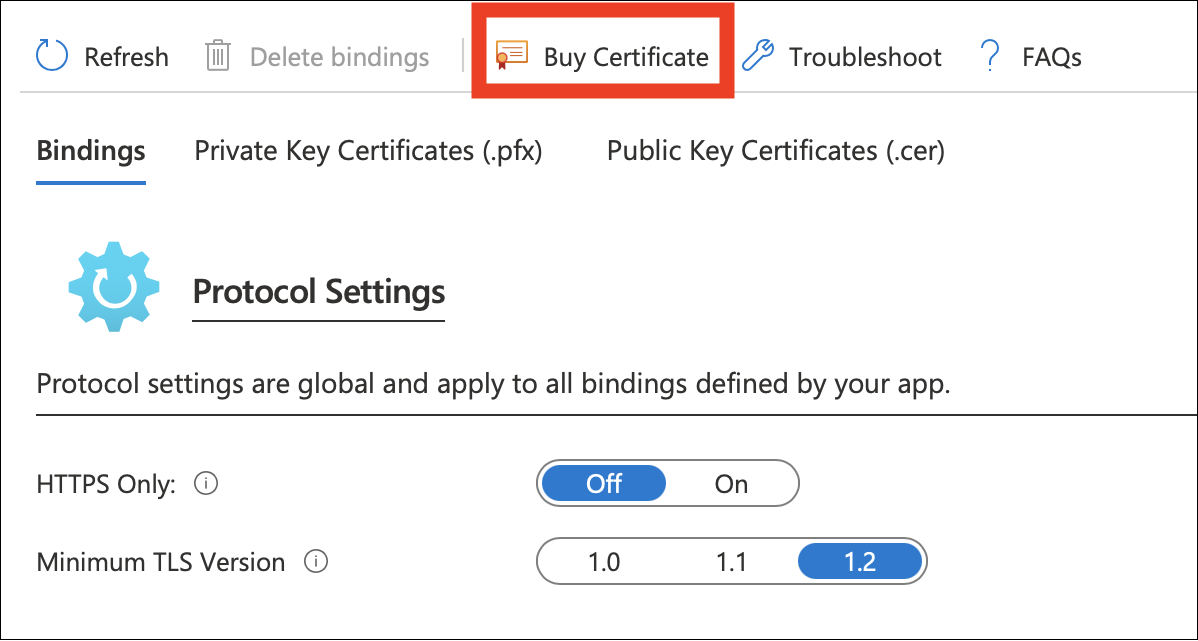 Refresh Delete bindings Buy Certificate Troubleshoot ? FAQs
Bindings Private Key Certificates (.pfx) Public Key Certificates (.cer)
Protocol Settings
Protocol settings are global and apply to all bindings defined by your app.
HTTPS Only: i Off On
Minimum TLS Version i 1.0 1.1 1.2